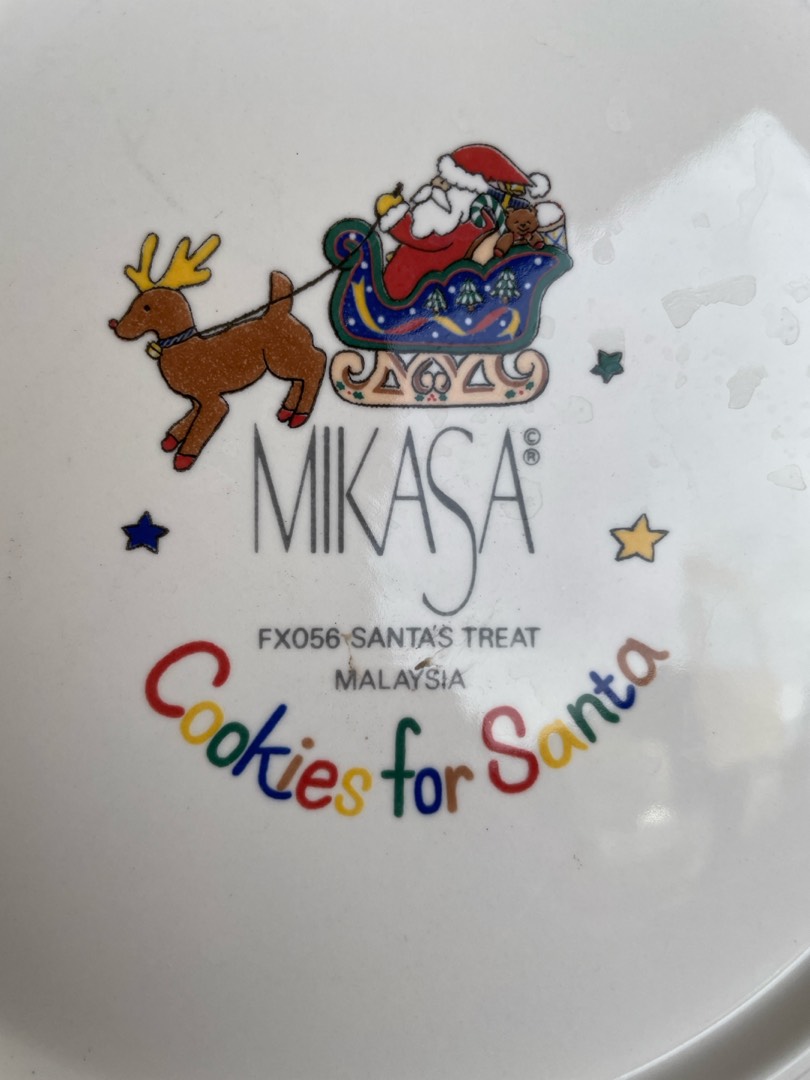 MIKASA©®
FX056 SANTA'S TREAT
MALAYSIA
Cookies for Santa